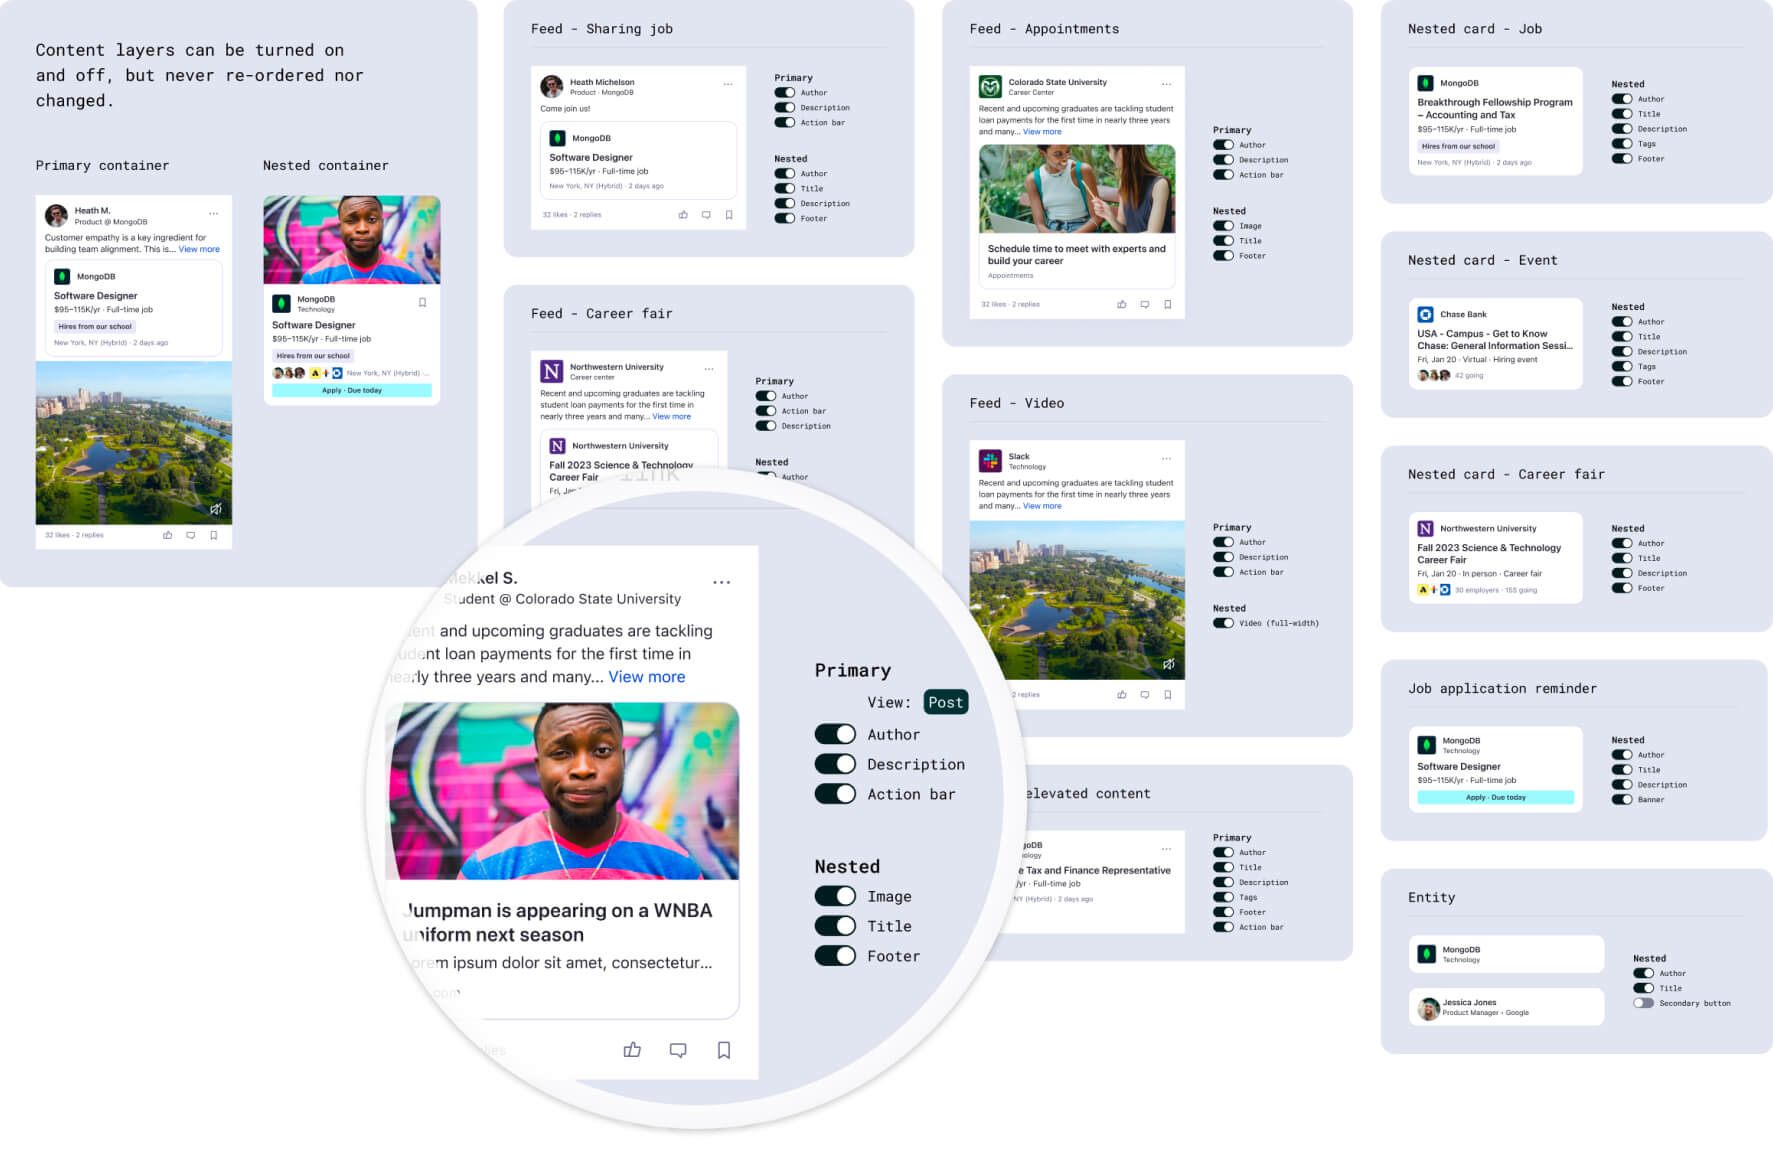 Content layers can be turned on
and off, but never re-ordered nor
changed.
Primary container
Heath M.
Product @ MongoDB
Customer empathy is a key ingredient for
building team alignment. This is... View more
MongoDB
Software Designer
$95–115K/yr · Full-time job
Hires from our school
New York, NY (Hybrid) · 2 days ago
32 likes · 2 replies
Nested container
MongoDB
Technology
Software Designer
$95–115K/yr · Full-time job
Hires from our school
New York, NY (Hybrid) ·...
Apply · Due today
Feed - Sharing job
Heath Michelson
Product · MongoDB
Come join us!
MongoDB
Software Designer
$95–115K/yr · Full-time job
New York, NY (Hybrid) · 2 days ago
32 likes · 2 replies
Primary
Author
Description
Action bar
Nested
Author
Title
Description
Footer
Feed - Career fair
Northwestern University
Career center
Recent and upcoming graduates are tackling
student loan payments for the first time in
nearly three years and many... View more
Northwestern University
Fall 2023 Science & Technology
Career Fair
Fri, Jan
Primary
Author
Action bar
Description
Nested
Author
link
Mekkel S.
Student @ Colorado State University
and upcoming graduates are tackling
student loan payments for the first time in
nearly three years and many... View more
Jumpman is appearing on a WNBA
uniform next season
Lorem ipsum dolor sit amet, consectetur...
.com
replies
Primary
View: Post
Author
Description
Action bar
Nested
Image
Title
Footer
Feed - Appointments
Colorado State University
Career Center
Recent and upcoming graduates are tackling student
loan payments for the first time in nearly three years
and many... View more
Schedule time to meet with experts and
build your career
Appointments
32 likes · 2 replies
Primary
Author
Description
Action bar
Nested
Image
Title
Footer
Feed - Video
Slack
Technology
Recent and upcoming graduates are tackling student
loan payments for the first time in nearly three years
and many... View more
2 replies
Primary
Author
Description
Action bar
Nested
Video (full-width)
elevated content
goDB
ology
e Tax and Finance Representative
/yr · Full-time job
NY (Hybrid) · 2 days ago
Primary
Author
Title
Description
Tags
Footer
Action bar
Nested card - Job
MongoDB
Breakthrough Fellowship Program
– Accounting and Tax
$95–115K/yr · Full-time job
Hires from our school
New York, NY (Hybrid) · 2 days ago
Nested
Author
Title
Description
Tags
Footer
Nested card - Event
Chase Bank
USA - Campus - Get to Know
Chase: General Information Sessi...
Fri, Jan 20 · Virtual · Hiring event
42 going
Nested
Author
Title
Description
Tags
Footer
Nested card - Career fair
Northwestern University
Fall 2023 Science & Technology
Career Fair
Fri, Jan 20 · In person · Career fair
30 employers · 155 going
Nested
Author
Title
Description
Footer
Job application reminder
MongoDB
Technology
Software Designer
$95–115K/yr · Full-time job
Apply · Due today
Nested
Author
Title
Description
Banner
Entity
MongoDB
Technology
Jessica Jones
Product Manager • Google
Nested
Author
Title
Secondary button